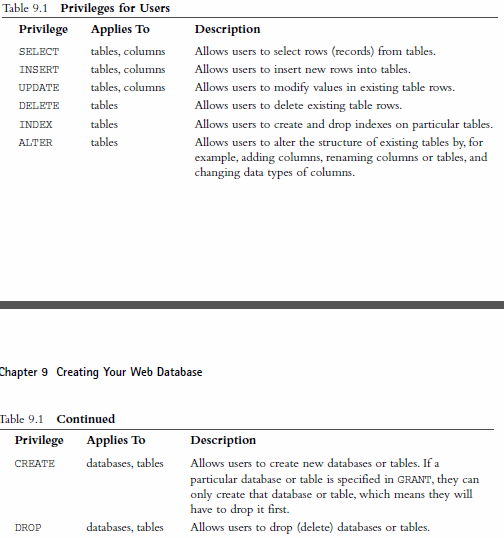 Table 9.1 Privileges for Users
Privilege Applies To Description
SELECT tables, columns Allows users to select rows (records) from tables.
INSERT tables, columns Allows users to insert new rows into tables.
UPDATE tables, columns Allows users to modify values in existing table rows.
DELETE tables Allows users to delete existing table rows.
INDEX tables Allows users to create and drop indexes on particular tables.
ALTER tables Allows users to alter the structure of existing tables by, for
example, adding columns, renaming columns or tables, and
changing data types of columns.
Chapter 9 Creating Your Web Database
Table 9.1 Continued
Privilege Applies To Description
CREATE databases, tables Allows users to create new databases or tables. If a
particular database or table is specified in GRANT, they can
only create that database or table, which means they will
have to drop it first.
DROP databases, tables Allows users to drop (delete) databases or tables.